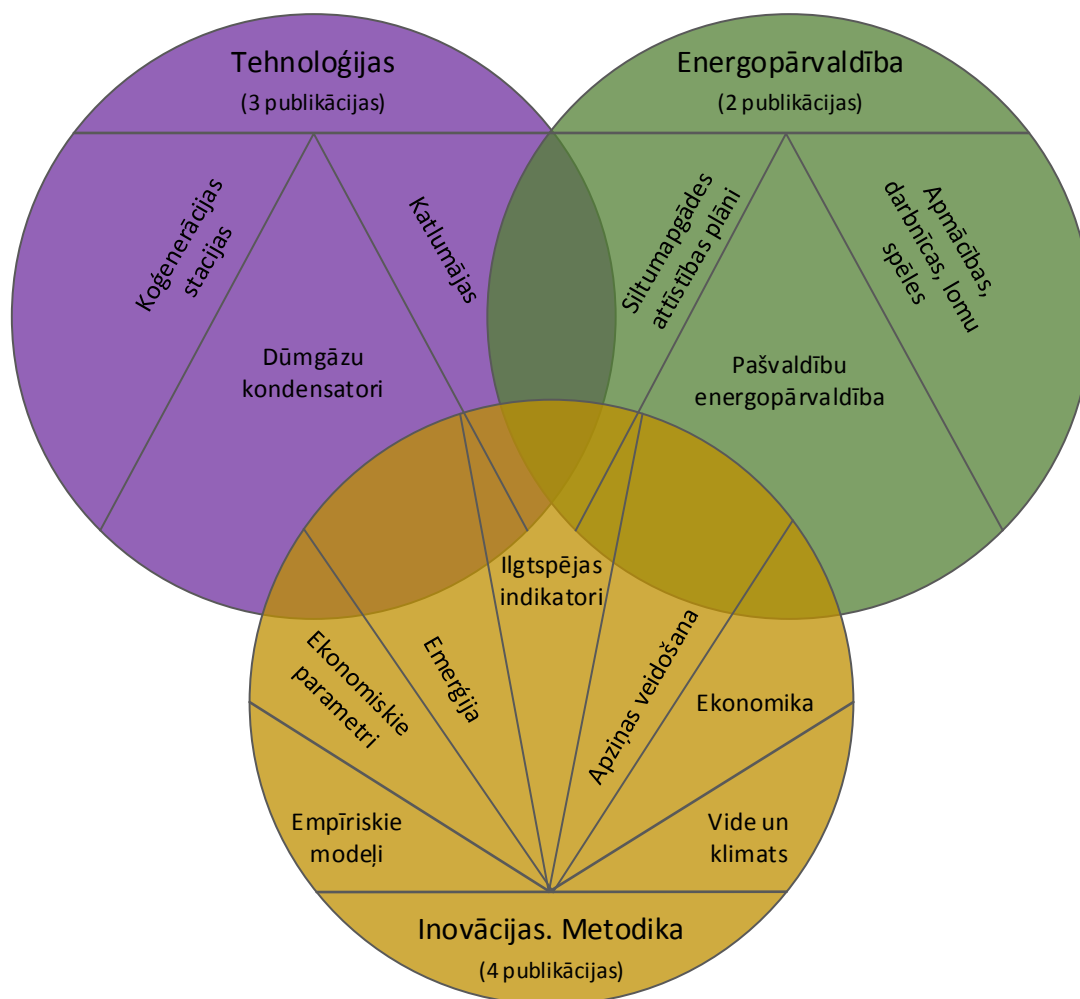 Tehnoloģijas
(3 publikācijas)
Koģenerācijas
stacijas
Dūmgāzu
kondensatori
Katlumājas
Energopārvaldība
(2 publikācijas)
Siltumapgādes
attīstības plāni
Pašvaldību
energopārvaldība
Apmācības,
darbnīcas, lomu
spēles
Ilgtspējas
indikatori
Ekonomiskie
parametri
Emerģija
Apziņas veidošana
Ekonomika
Empīriskie
modeļi
Vide un
klimats
Inovācijas. Metodika
(4 publikācijas)